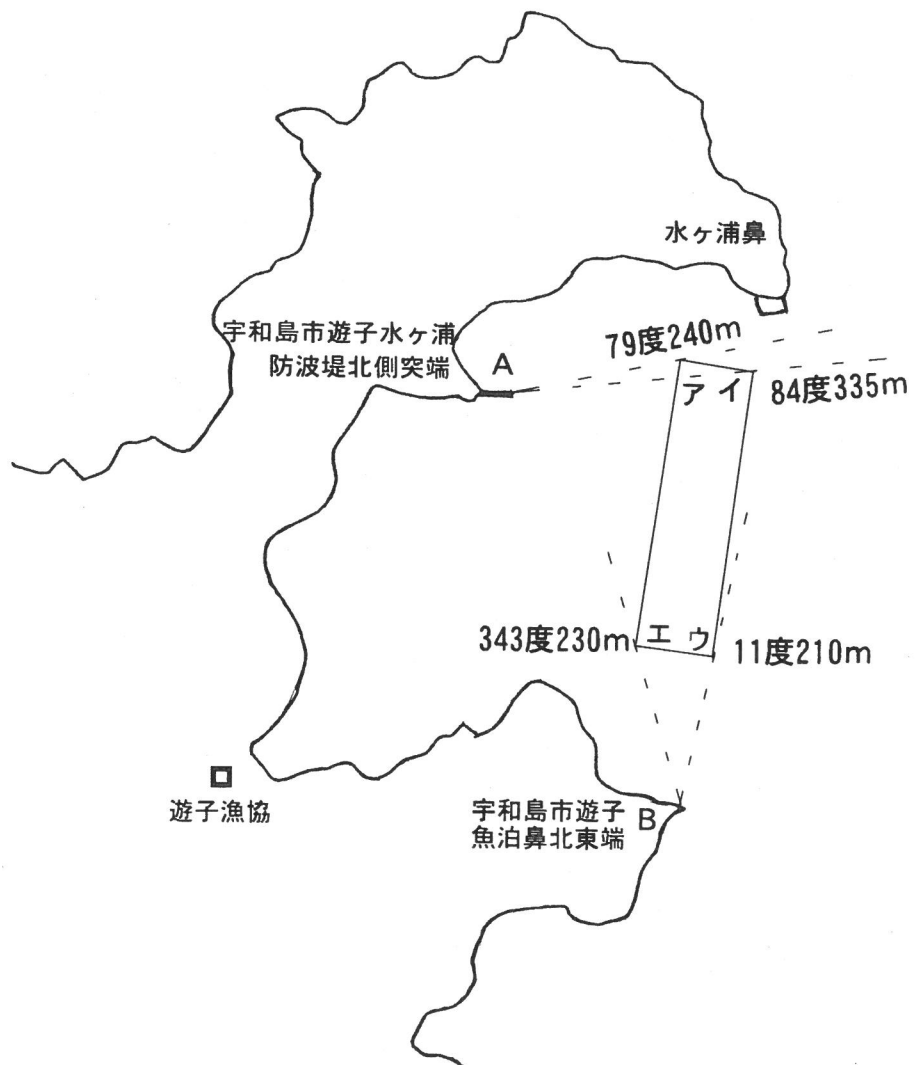 水ヶ浦鼻
宇和島市遊子水ヶ浦
防波堤北側突端
A
79度240m
ア イ
84度335m
343度230m
エ ウ
11度210m
遊子漁協
宇和島市遊子
魚泊鼻北東端
B